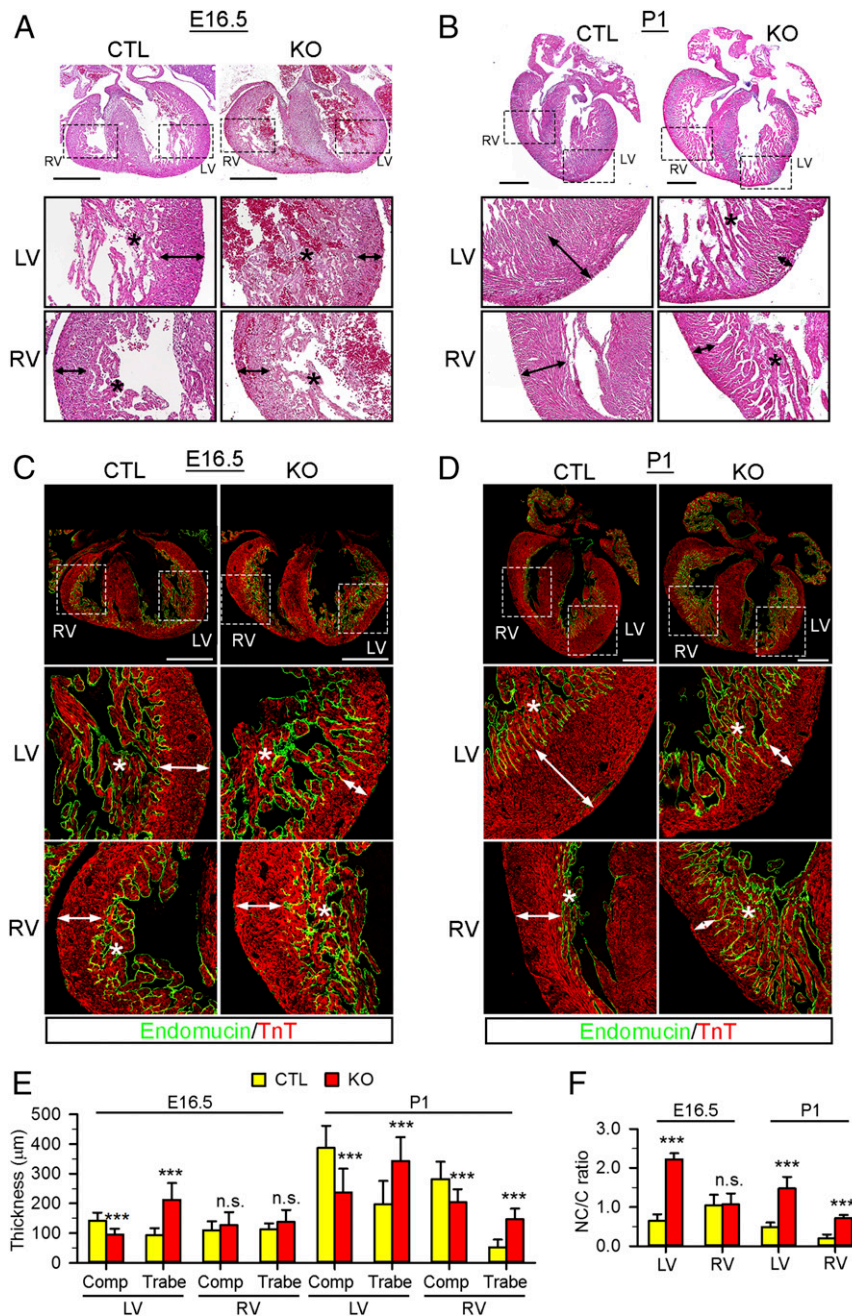 A
E16.5
CTL KO
RV LV RV LV
LV
* *
RV
* *
B
P1
CTL KO
RV LV RV LV
LV
*
RV
*
C
E16.5
CTL KO
RV LV RV LV
LV
* *
RV
* *
Endomucin/TnT
D
P1
CTL KO
RV LV RV LV
LV
* *
RV
* *
Endomucin/TnT
E
CTL KO
E16.5 P1
Thickness (µm)
500
400
300
200
100
0
*** *** n.s. n.s. *** *** *** ***
Comp Trabe Comp Trabe Comp Trabe Comp Trabe
LV RV LV RV
F
E16.5 P1
NC/C ratio
3.0
2.0
1.0
0.0
*** n.s. *** ***
LV RV LV RV